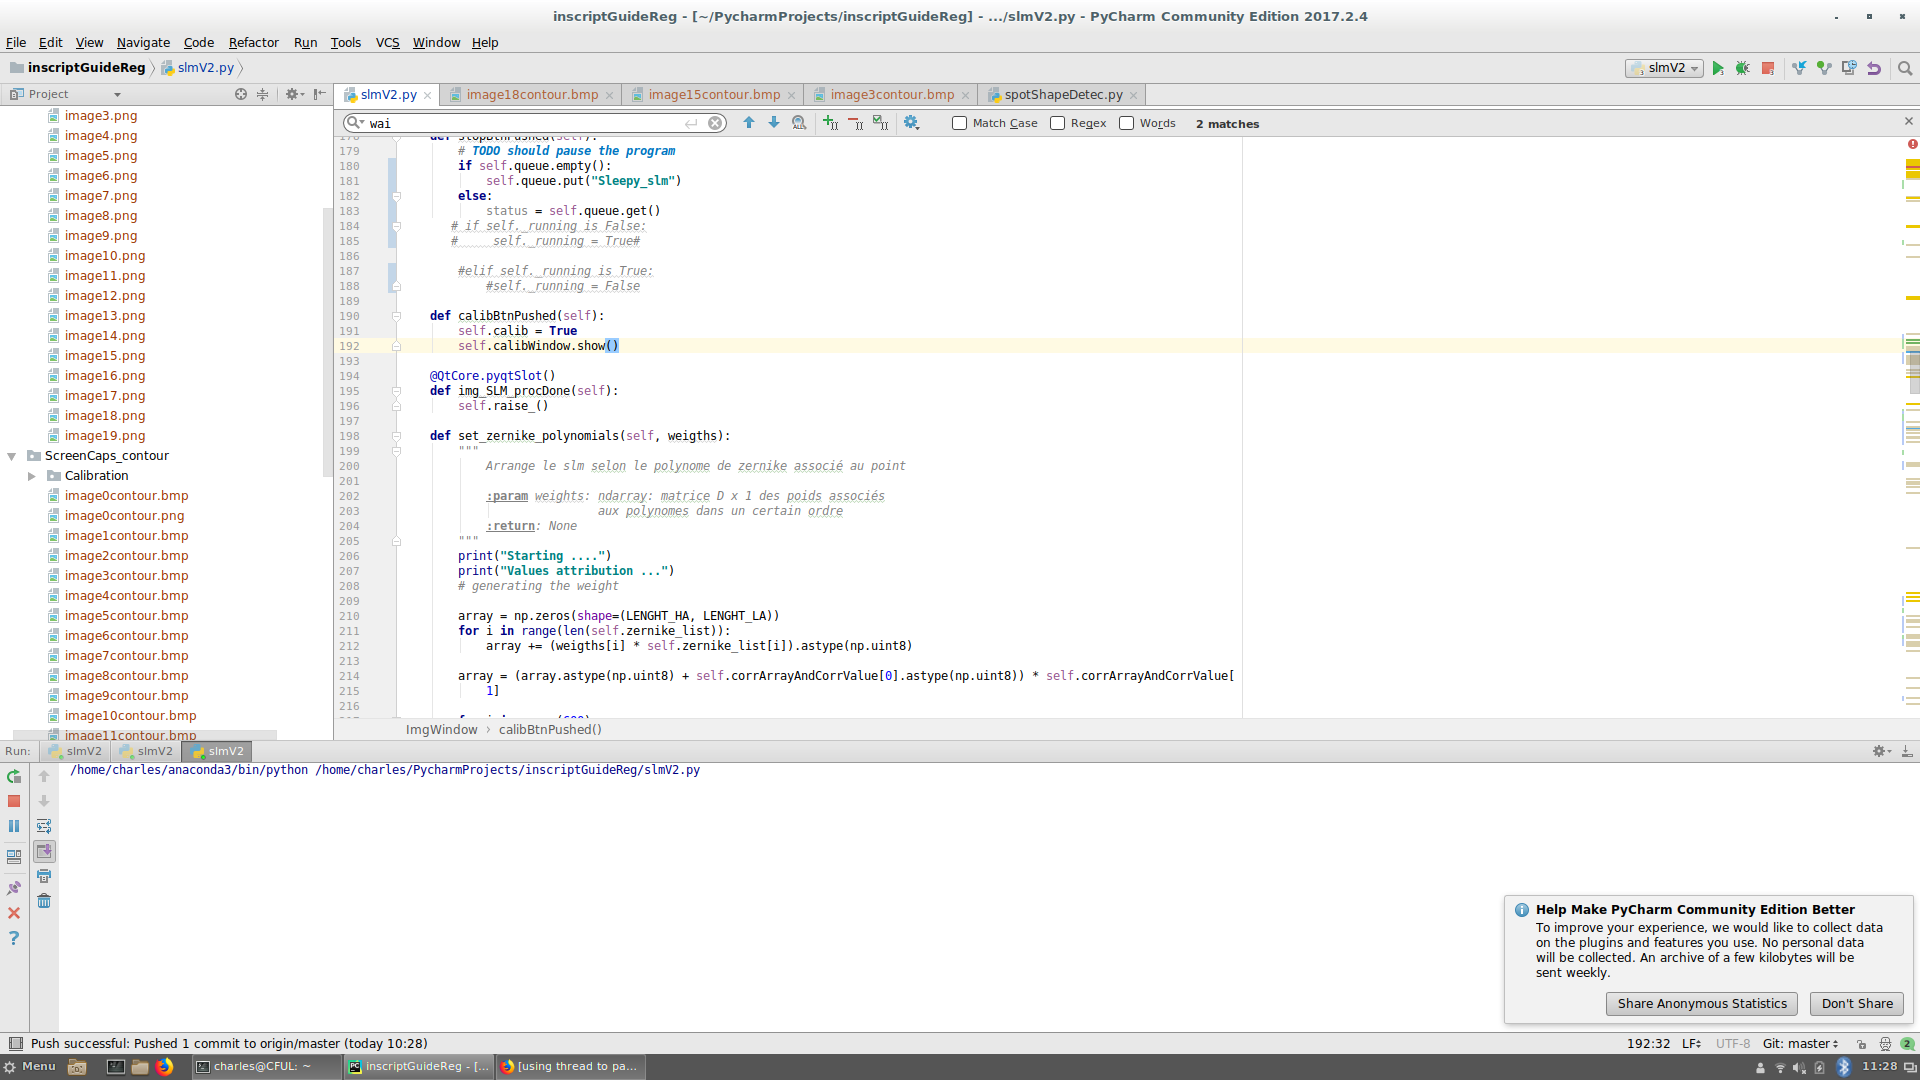 inscriptGuideReg - [~/PycharmProjects/inscriptGuideReg] - .../slmV2.py - PyCharm Community Edition 2017.2.4
File Edit View Navigate Code Refactor Run Tools VCS Window Help
inscriptGuideReg slmV2.py slmV2
Project
slmV2.py image18contour.bmp image15contour.bmp image3contour.bmp spotShapeDetec.py
wai Match Case Regex Words 2 matches
image3.png
image4.png
image5.png
image6.png
image7.png
image8.png
image9.png
image10.png
image11.png
image12.png
image13.png
image14.png
image15.png
image16.png
image17.png
image18.png
image19.png
ScreenCaps_contour
Calibration
image0contour.bmp
image0contour.png
image1contour.bmp
image2contour.bmp
image3contour.bmp
image4contour.bmp
image5contour.bmp
image6contour.bmp
image7contour.bmp
image8contour.bmp
image9contour.bmp
image10contour.bmp
image11contour.bmp
178 def stopBtnPushed(self):
179 # TODO should pause the program
180 if self.queue.empty():
181 self.queue.put("Sleepy_slm")
182 else:
183 status = self.queue.get()
184 # if self._running is False:
185 #     self._running = True#
186
187 #elif self._running is True:
188 #self._running = False
189
190 def calibBtnPushed(self):
191 self.calib = True
192 self.calibWindow.show()
193
194 @QtCore.pyqtSlot()
195 def img_SLM_procDone(self):
196 self.raise_()
197
198 def set_zernike_polynomials(self, weigths):
199 """
200 Arrange le slm selon le polynome de zernike associé au point
201
202 :param weights: ndarray: matrice D x 1 des poids associés
203 aux polynomes dans un certain ordre
204 :return: None
205 """
206 print("Starting ....")
207 print("Values attribution ...")
208 # generating the weight
209
210 array = np.zeros(shape=(LENGHT_HA, LENGHT_LA))
211 for i in range(len(self.zernike_list)):
212 array += (weigths[i] * self.zernike_list[i]).astype(np.uint8)
213
214 array = (array.astype(np.uint8) + self.corrArrayAndCorrValue[0].astype(np.uint8)) * self.corrArrayAndCorrValue[
215 1]
216
ImgWindow › calibBtnPushed()
Run: slmV2 slmV2 slmV2
/home/charles/anaconda3/bin/python /home/charles/PycharmProjects/inscriptGuideReg/slmV2.py
Help Make PyCharm Community Edition Better
To improve your experience, we would like to collect data
on the plugins and features you use. No personal data
will be collected. An archive of a few kilobytes will be
sent weekly.
Share Anonymous Statistics Don't Share
Push successful: Pushed 1 commit to origin/master (today 10:28) 192:32 LF UTF-8 Git: master 2
Menu charles@CFUL: ~ inscriptGuideReg - [... [using thread to pa... 11:28